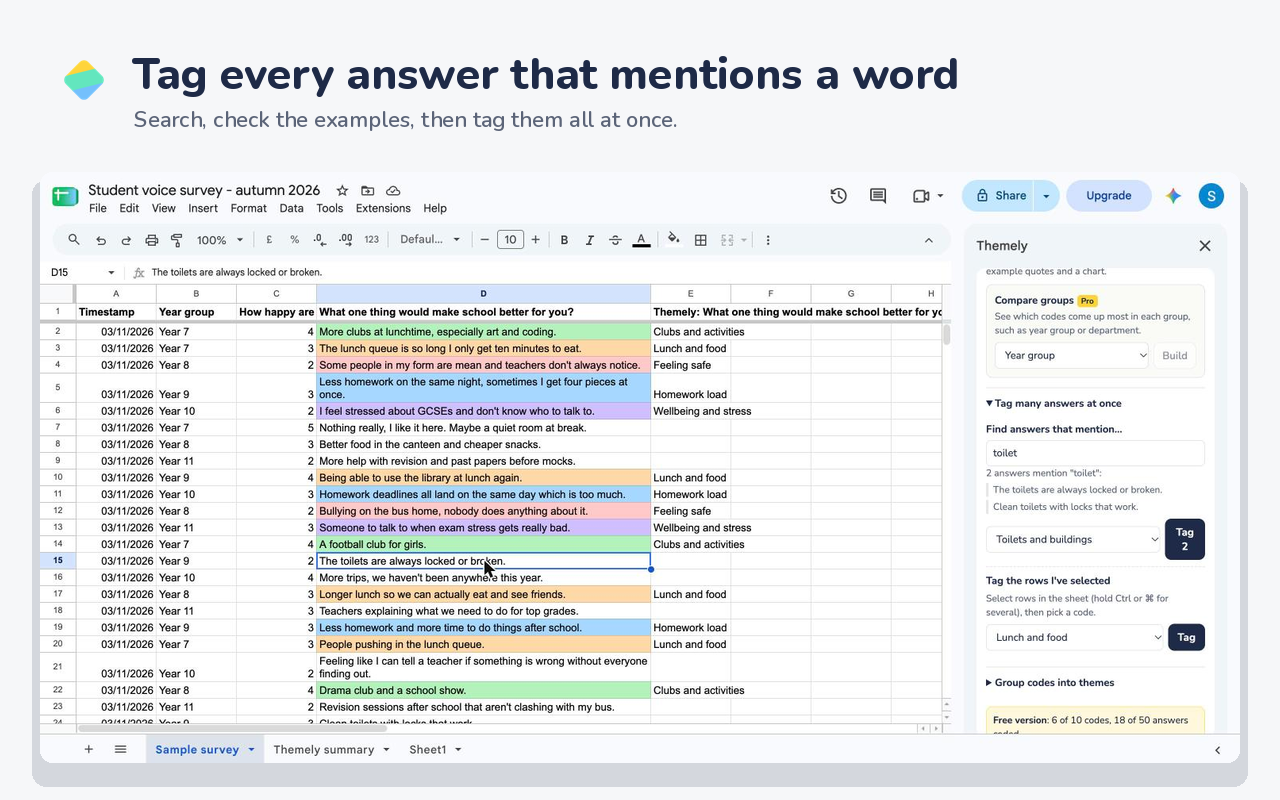 Tag every answer that mentions a word
Search, check the examples, then tag them all at once.
Student voice survey - autumn 2026
File Edit View Insert Format Data Tools Extensions Help
Share
Upgrade
S
100% £ % .0 .00 123 Defaul... 10 B I S A
D15 fx The toilets are always locked or broken.
A B C D E F G H
1 Timestamp Year group How happy are What one thing would make school better for you? Themely: What one thing would make school better for yo
2 03/11/2026 Year 7 4 More clubs at lunchtime, especially art and coding. Clubs and activities
3 03/11/2026 Year 7 3 The lunch queue is so long I only get ten minutes to eat. Lunch and food
4 03/11/2026 Year 8 2 Some people in my form are mean and teachers don't always notice. Feeling safe
Less homework on the same night, sometimes I get four pieces at
5 03/11/2026 Year 9 3 once. Homework load
6 03/11/2026 Year 10 2 I feel stressed about GCSEs and don't know who to talk to. Wellbeing and stress
7 03/11/2026 Year 7 5 Nothing really, I like it here. Maybe a quiet room at break.
8 03/11/2026 Year 8 3 Better food in the canteen and cheaper snacks.
9 03/11/2026 Year 11 2 More help with revision and past papers before mocks.
10 03/11/2026 Year 9 4 Being able to use the library at lunch again. Lunch and food
11 03/11/2026 Year 10 3 Homework deadlines all land on the same day which is too much. Homework load
12 03/11/2026 Year 8 2 Bullying on the bus home, nobody does anything about it. Feeling safe
13 03/11/2026 Year 11 3 Someone to talk to when exam stress gets really bad. Wellbeing and stress
14 03/11/2026 Year 7 4 A football club for girls. Clubs and activities
15 03/11/2026 Year 9 2 The toilets are always locked or broken.
16 03/11/2026 Year 10 4 More trips, we haven't been anywhere this year.
17 03/11/2026 Year 8 3 Longer lunch so we can actually eat and see friends. Lunch and food
18 03/11/2026 Year 11 3 Teachers explaining what we need to do for top grades.
19 03/11/2026 Year 9 3 Less homework and more time to do things after school. Homework load
20 03/11/2026 Year 7 3 People pushing in the lunch queue. Lunch and food
Feeling like I can tell a teacher if something is wrong without everyone
21 03/11/2026 Year 10 2 finding out.
22 03/11/2026 Year 8 4 Drama club and a school show. Clubs and activities
23 03/11/2026 Year 11 2 Revision sessions after school that aren't clashing with my bus.
24 03/11/2026 Year 9 3 Clean toilets with locks that work.
Sample survey Themely summary Sheet1
Themely
example quotes and a chart.
Compare groups Pro
See which codes come up most in each group,
such as year group or department.
Year group Build
Tag many answers at once
Find answers that mention...
toilet
2 answers mention "toilet":
The toilets are always locked or broken.
Clean toilets with locks that work.
Toilets and buildings Tag
2
Tag the rows I've selected
Select rows in the sheet (hold Ctrl or ⌘ for
several), then pick a code.
Lunch and food Tag
Group codes into themes
Free version: 6 of 10 codes, 18 of 50 answers
coded.